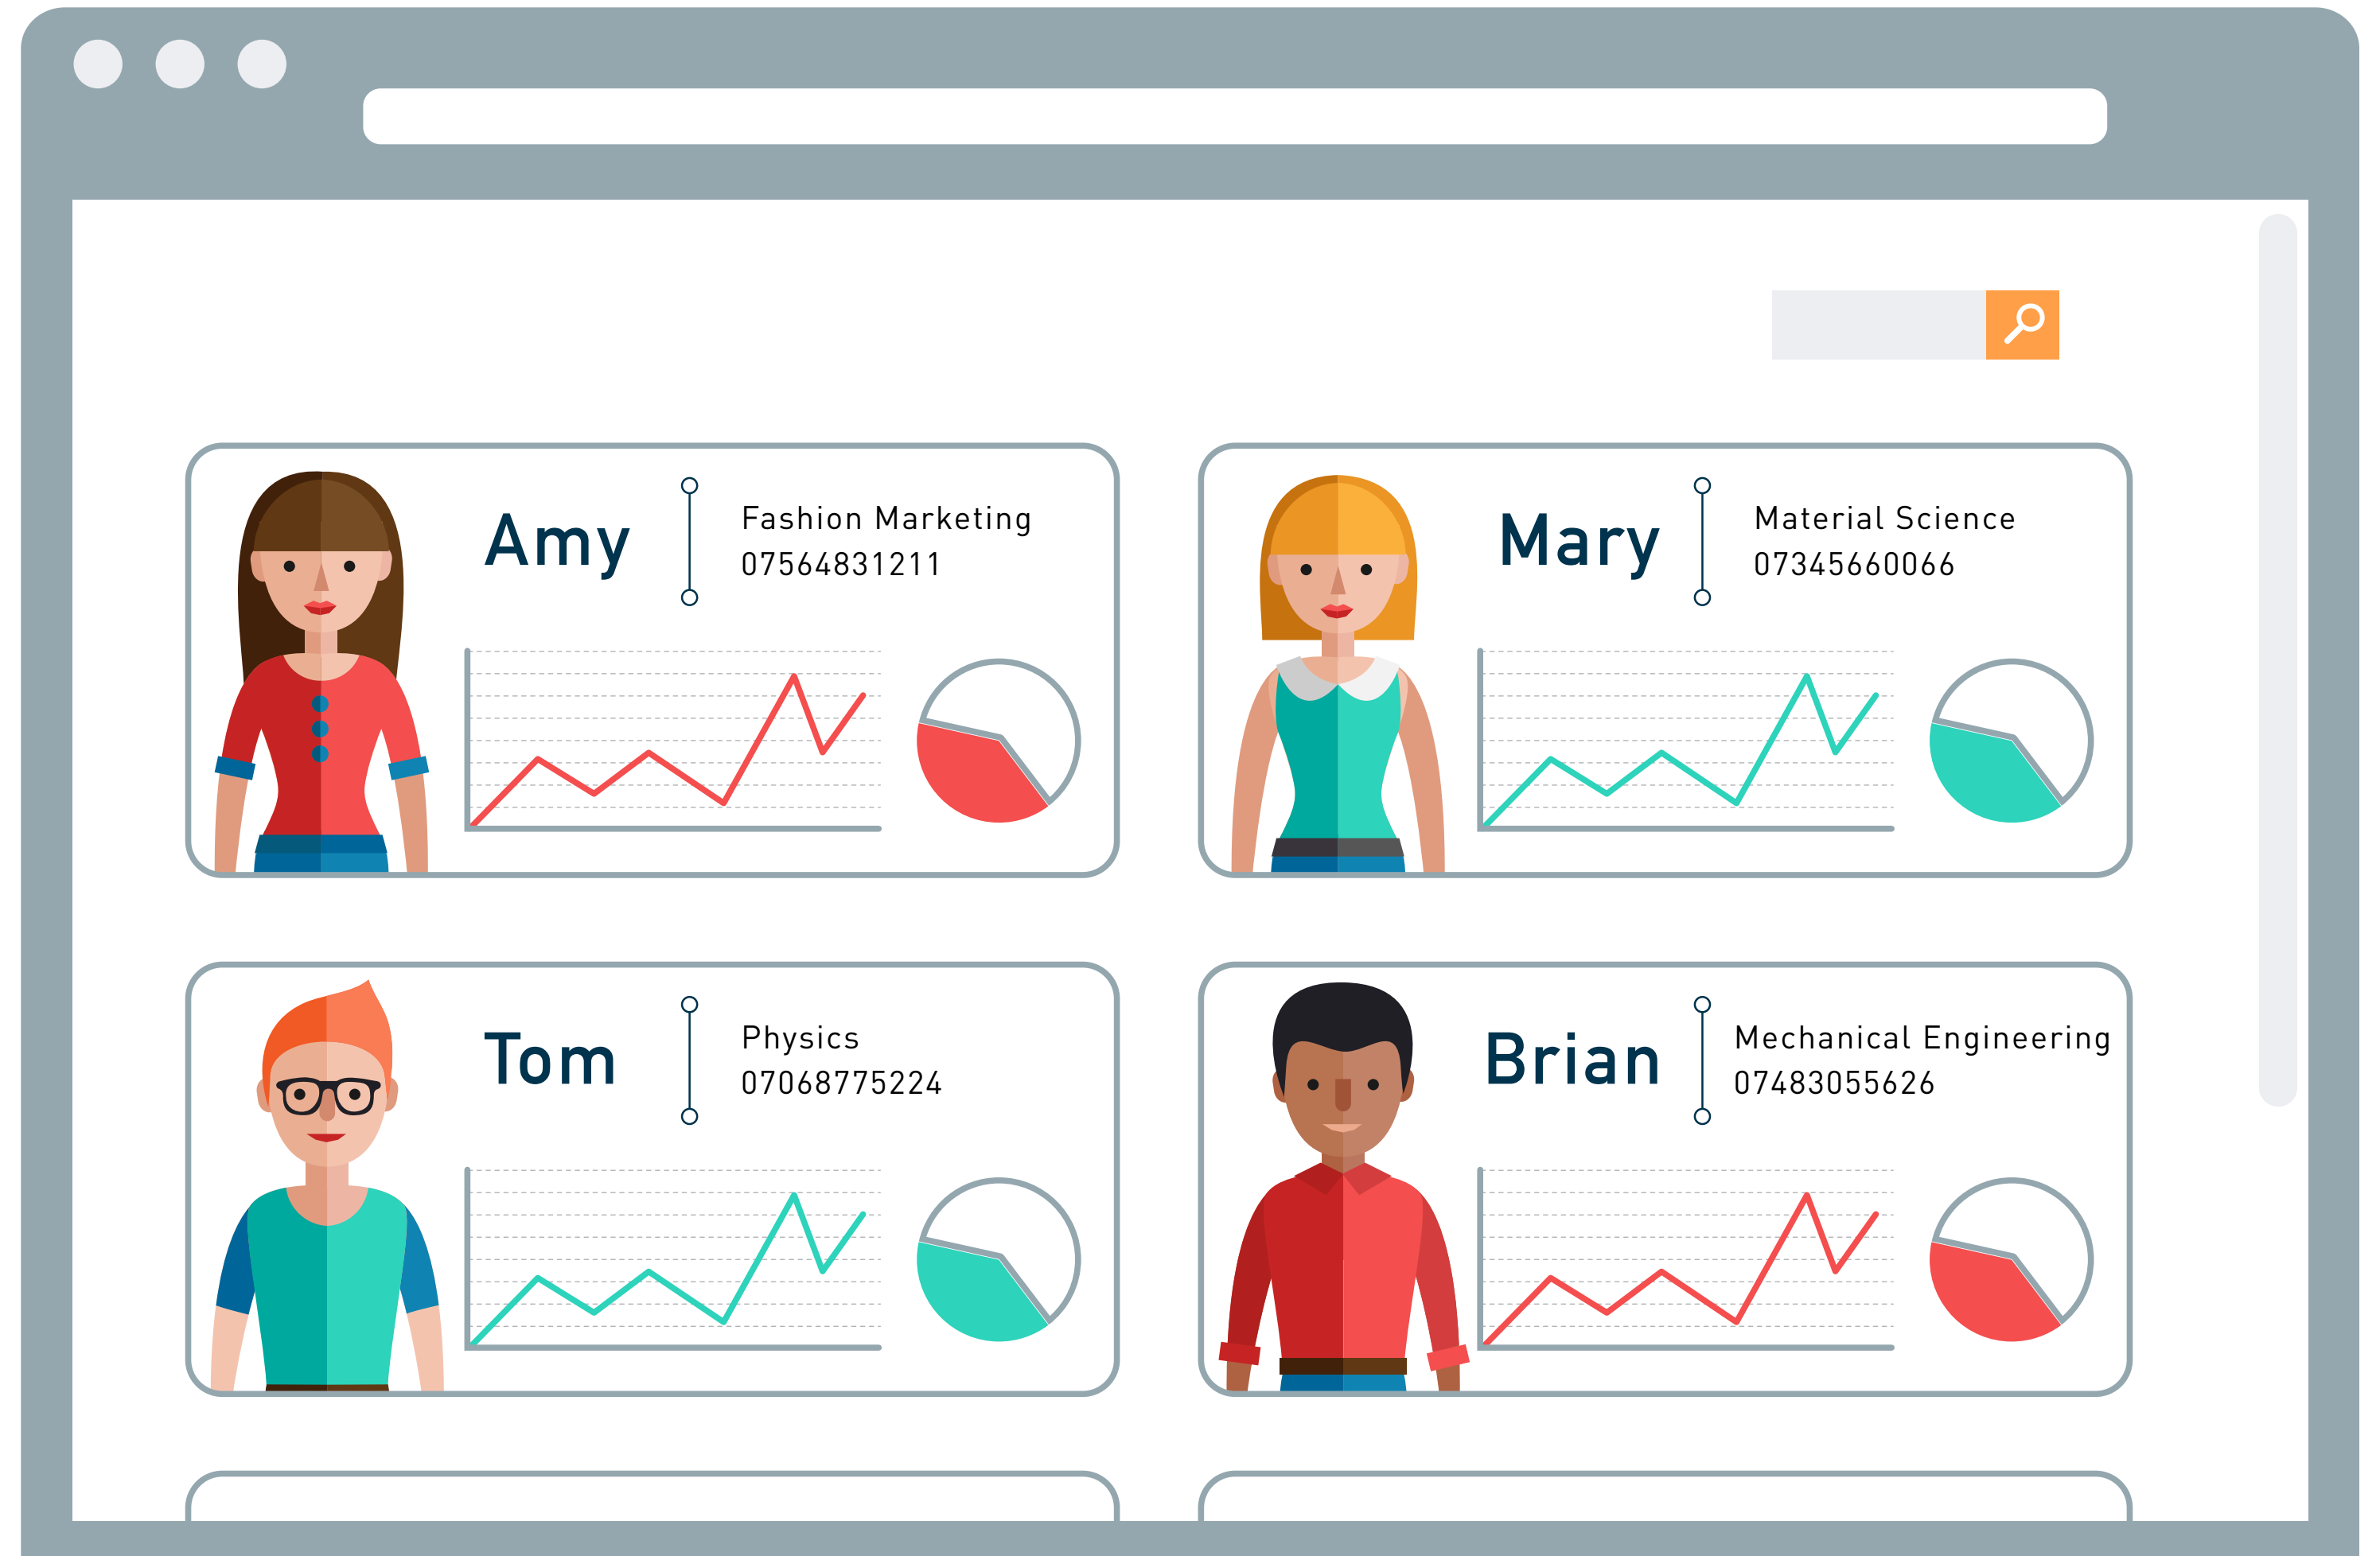 Amy
Fashion Marketing
07564831211
Mary
Material Science
07345660066
Tom
Physics
07068775224
Brian
Mechanical Engineering
07483055626